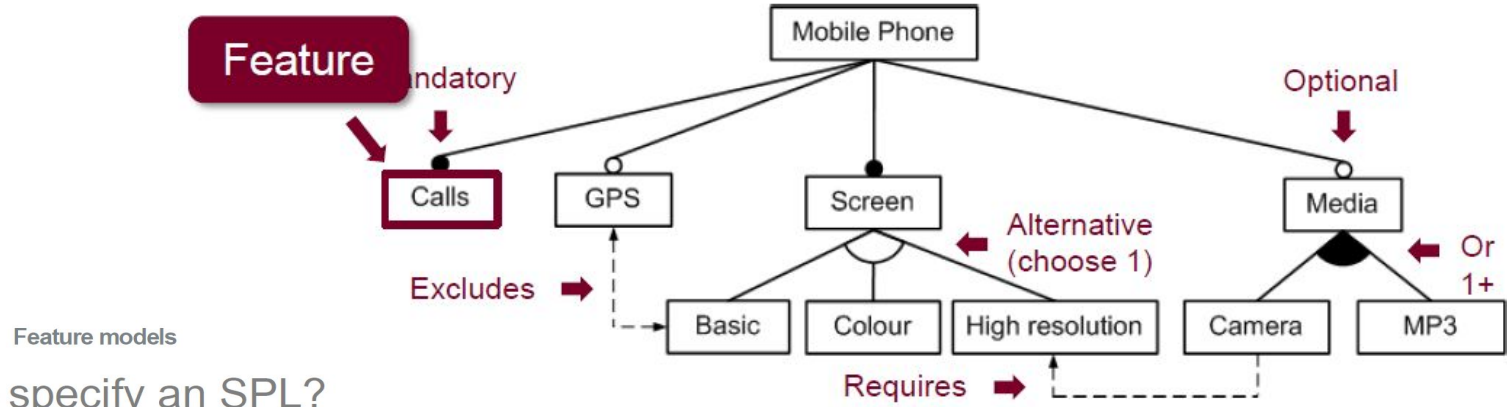 Mobile Phone
Feature
andatory
Optional
Calls
GPS
Screen
Media
Alternative
(choose 1)
Or
1+
Excludes
Basic
Colour
High resolution
Camera
MP3
Feature models
Requires
specify an SPL?